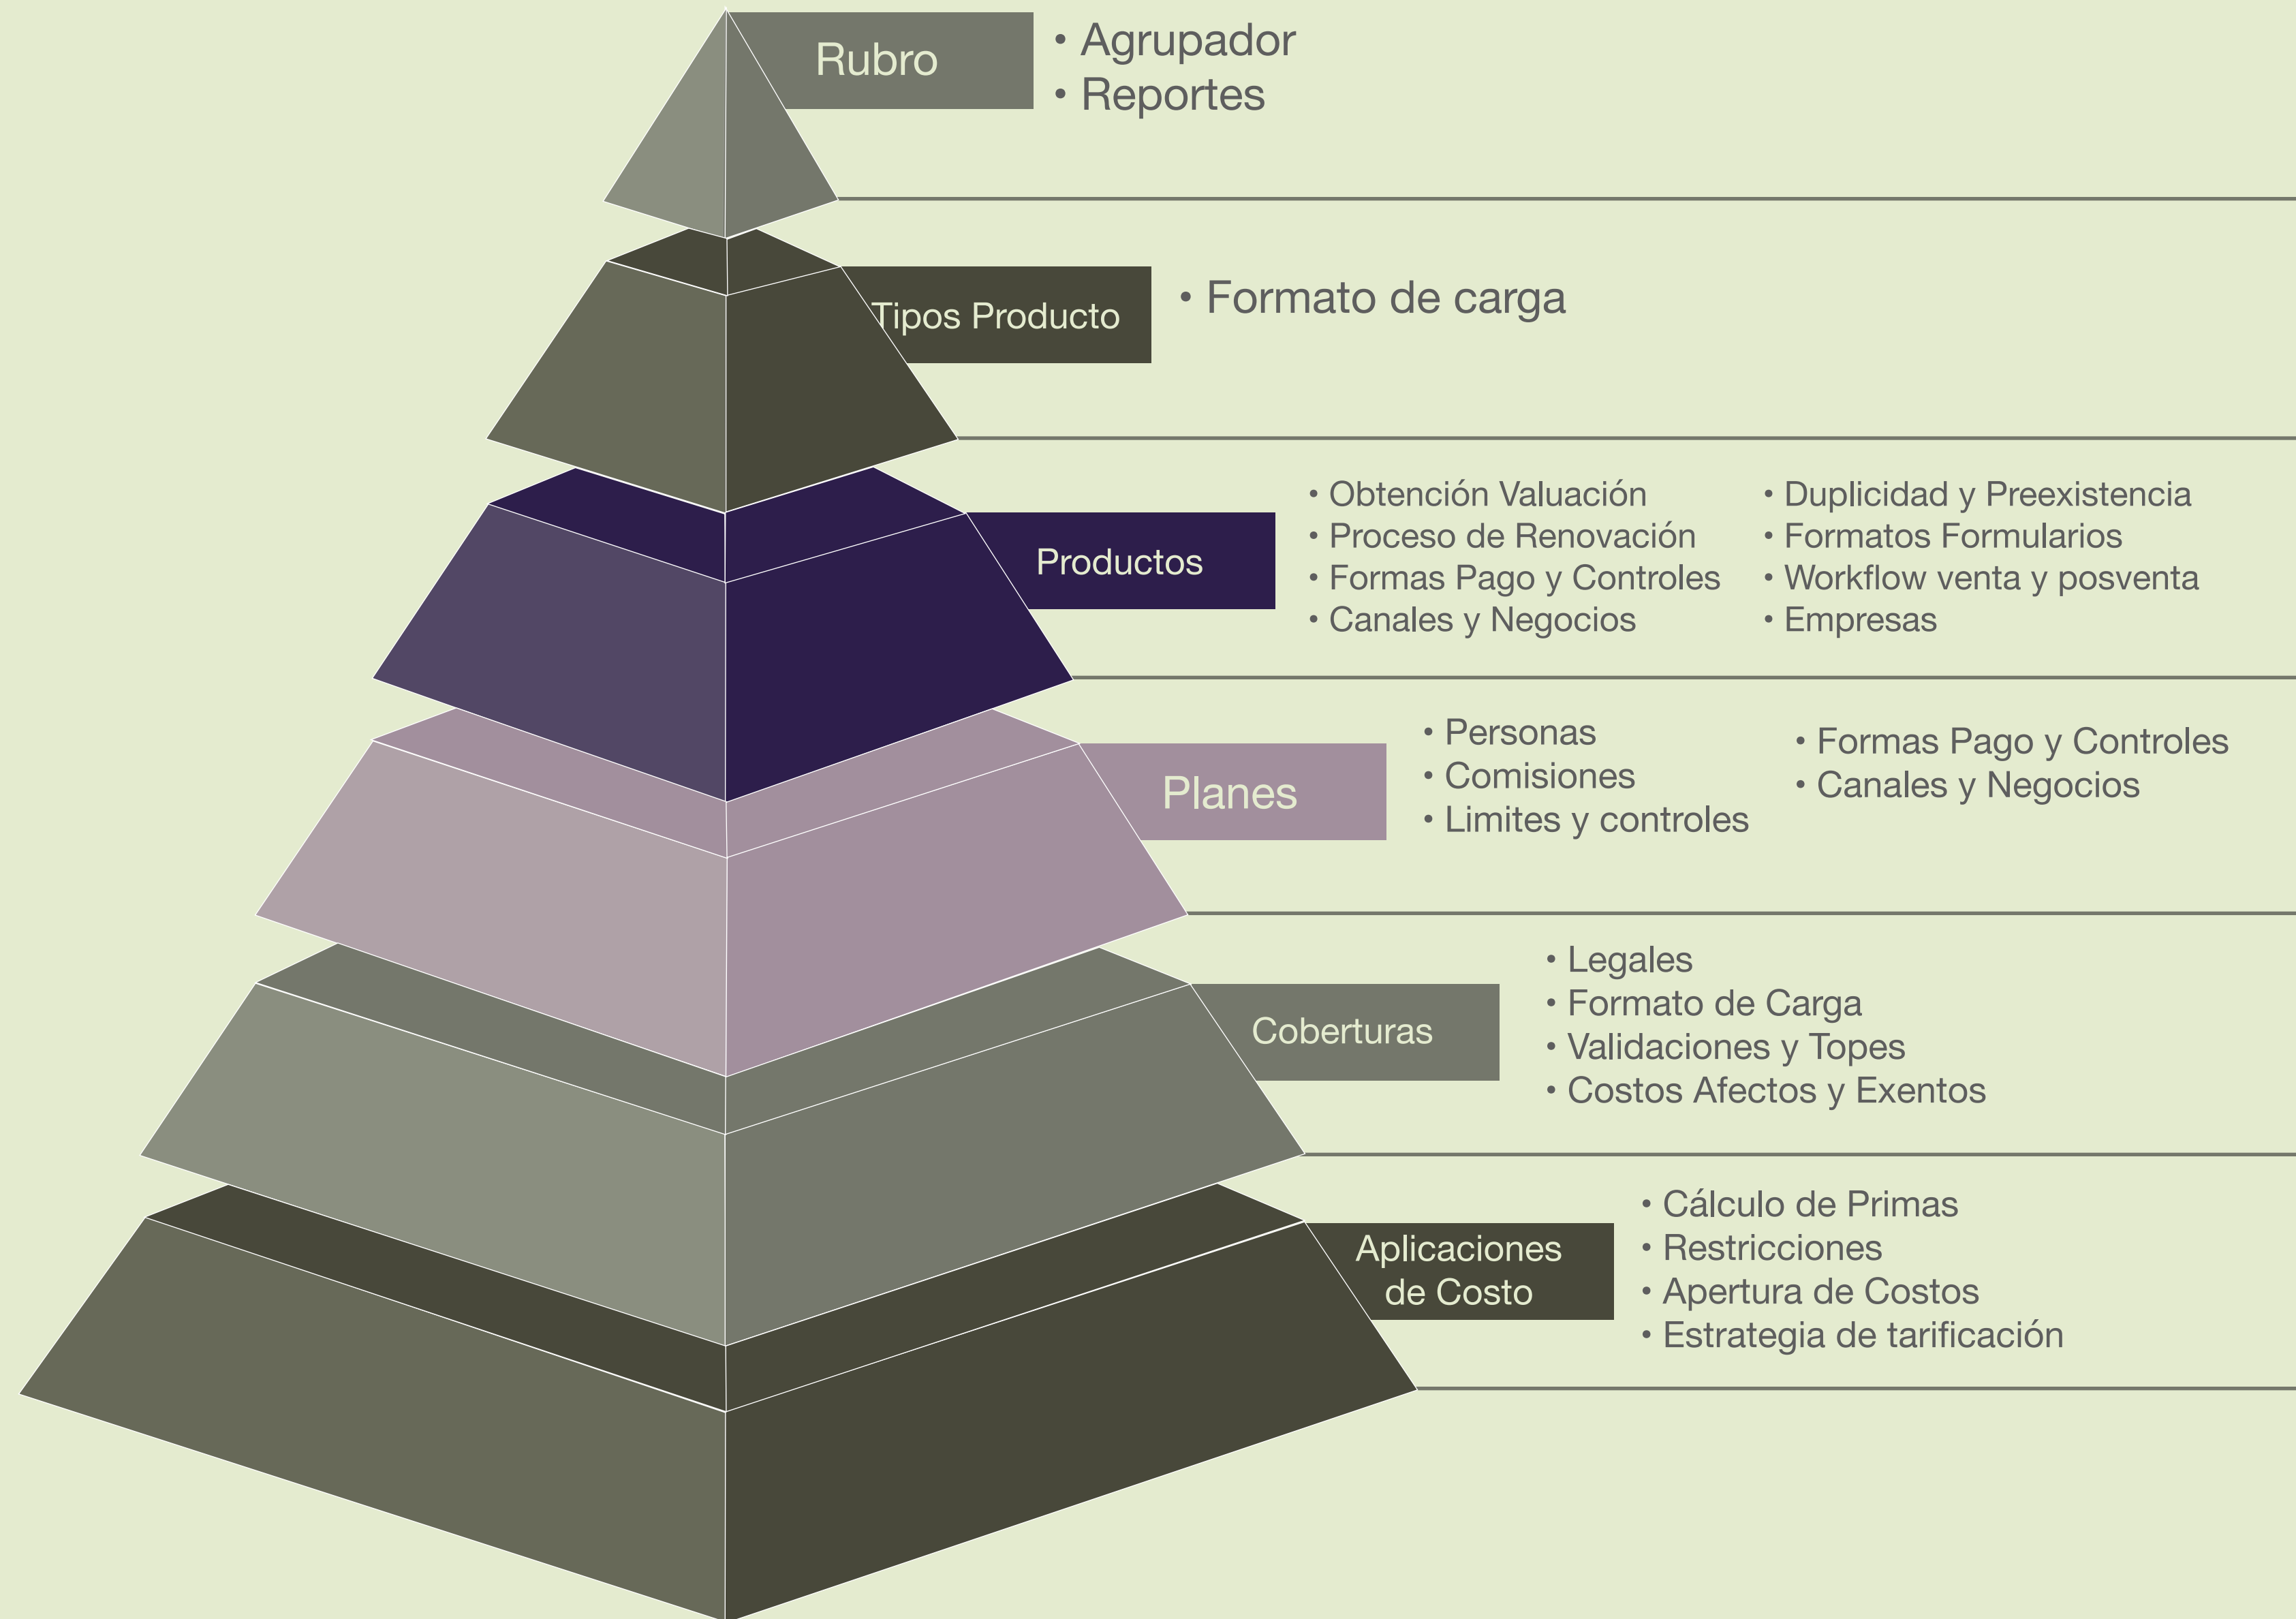 Rubro
• Agrupador
• Reportes
Tipos Producto
• Formato de carga
Productos
• Obtención Valuación
• Proceso de Renovación
• Formas Pago y Controles
• Canales y Negocios
• Duplicidad y Preexistencia
• Formatos Formularios
• Workflow venta y posventa
• Empresas
Planes
• Personas
• Comisiones
• Limites y controles
• Formas Pago y Controles
• Canales y Negocios
Coberturas
• Legales
• Formato de Carga
• Validaciones y Topes
• Costos Afectos y Exentos
Aplicaciones
de Costo
• Cálculo de Primas
• Restricciones
• Apertura de Costos
• Estrategia de tarificación